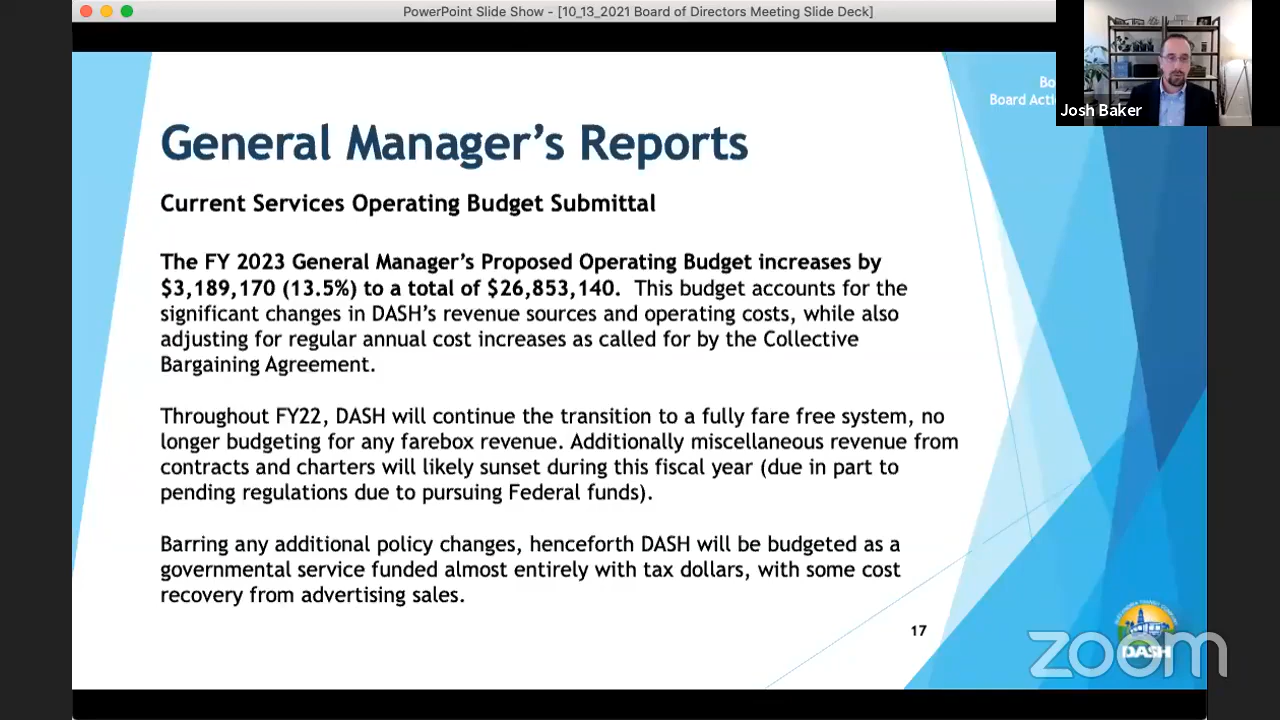 PowerPoint Slide Show - [10_13_2021 Board of Directors Meeting Slide Deck]
Board Acti
Josh Baker
General Manager's Reports
Current Services Operating Budget Submittal
The FY 2023 General Manager's Proposed Operating Budget increases by
$3,189,170 (13.5%) to a total of $26,853,140. This budget accounts for the
significant changes in DASH's revenue sources and operating costs, while also
adjusting for regular annual cost increases as called for by the Collective
Bargaining Agreement.
Throughout FY22, DASH will continue the transition to a fully fare free system, no
longer budgeting for any farebox revenue. Additionally miscellaneous revenue from
contracts and charters will likely sunset during this fiscal year (due in part to
pending regulations due to pursuing Federal funds).
Barring any additional policy changes, henceforth DASH will be budgeted as a
governmental service funded almost entirely with tax dollars, with some cost
recovery from advertising sales.
17
DASH
zoom